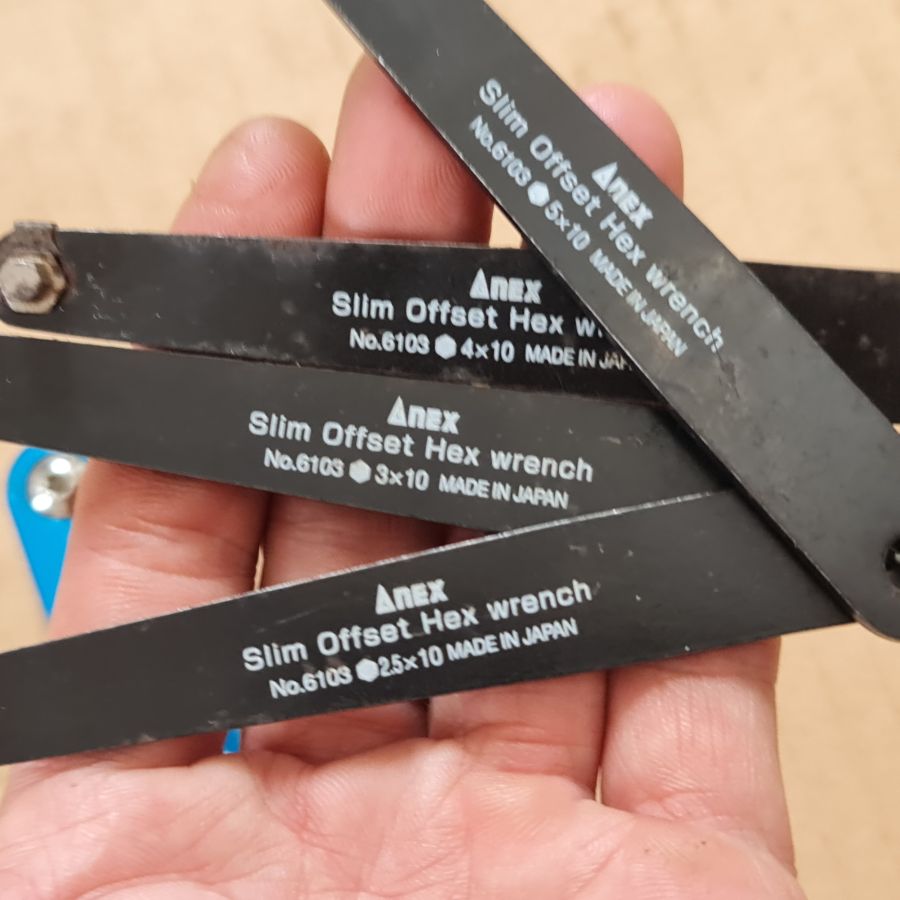 ANEX
Slim Offset Hex wrench
No.6103 ⬢ 5×10 MADE IN JAPAN
ANEX
Slim Offset Hex
No.6103 ⬢ 4×10 MADE IN
ANEX
Slim Offset Hex wrench
No.6103 ⬢ 3×10 MADE IN JAPAN
ANEX
Slim Offset Hex wrench
No.6103 ⬢ 2.5×10 MADE IN JAPAN